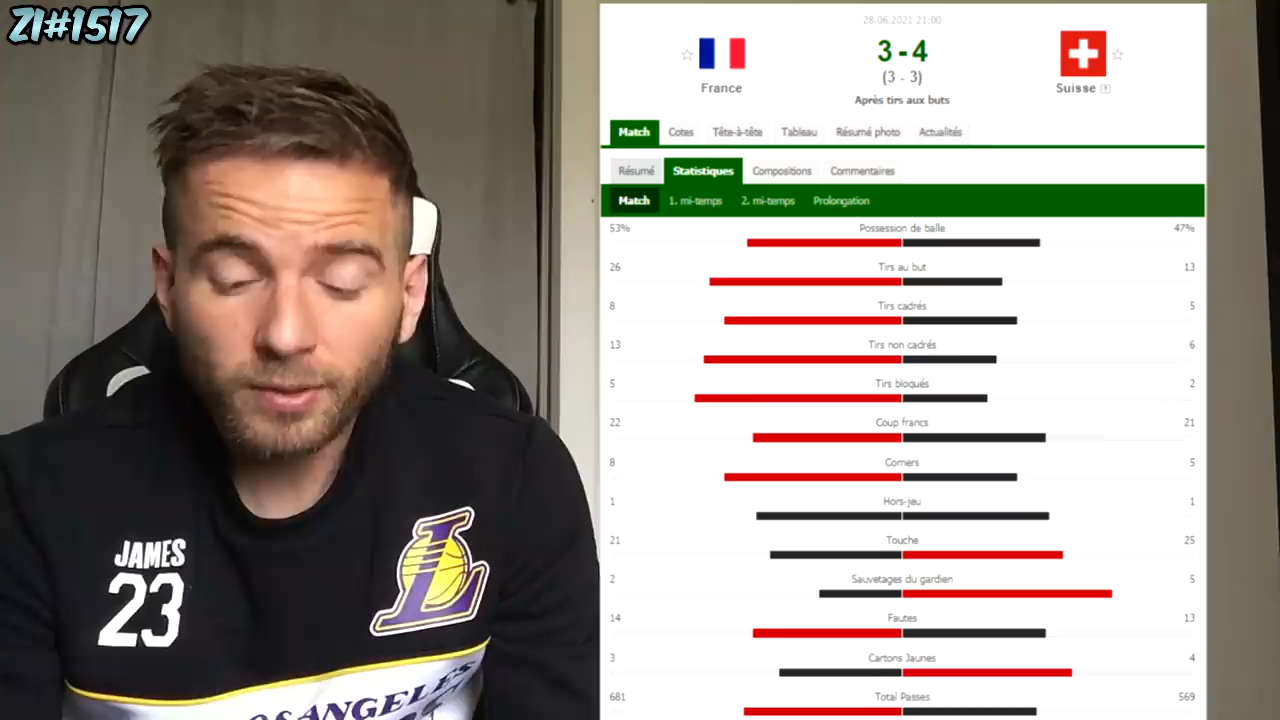 ZI#1517
28.06.2021 21:00
3 - 4
(3 - 3)
France
Suisse
Après tirs aux buts
Match Cotes Tête-à-tête Tableau Résumé photo Actualités
Résumé Statistiques Compositions Commentaires
Match 1. mi-temps 2. mi-temps Prolongation
53% Possession de balle 47%
26 Tirs au but 13
8 Tirs cadrés 5
13 Tirs non cadrés 6
5 Tirs bloqués 2
22 Coup francs 21
8 Corners 5
1 Hors-jeu 1
21 Touche 25
2 Sauvetages du gardien 5
14 Fautes 13
3 Cartons Jaunes 4
681 Total Passes 569
JAMES
23
L
OS ANGELES